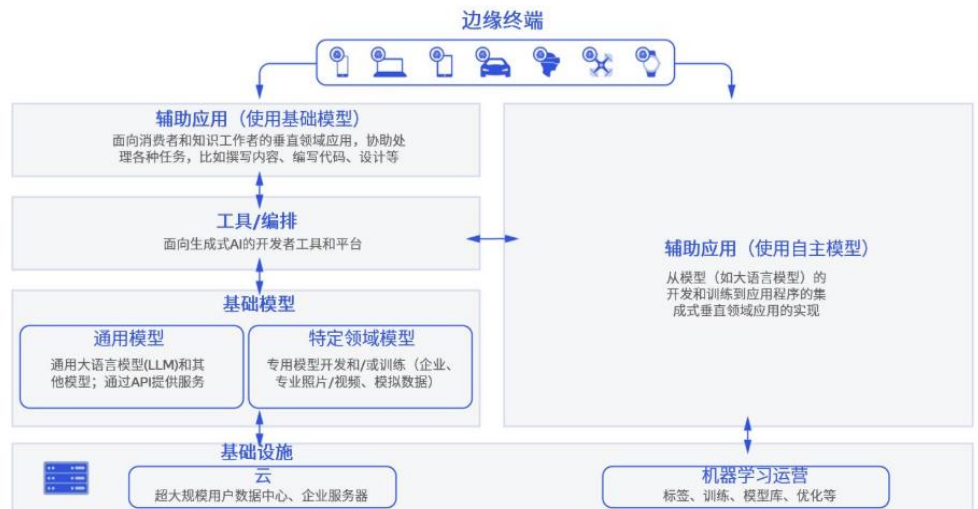 边缘终端
辅助应用（使用基础模型）
面向消费者和知识工作者的垂直领域应用，协助处
理各种任务，比如撰写内容、编写代码、设计等
工具/编排
面向生成式AI的开发者工具和平台
基础模型
通用模型
通用大语言模型(LLM)和其
他模型；通过API提供服务
特定领域模型
专用模型开发和/或训练（企业、
专业照片/视频、模拟数据）
辅助应用（使用自主模型）
从模型（如大语言模型）的
开发和训练到应用程序的集
成式垂直领域应用的实现
基础设施
云
超大规模用户数据中心、企业服务器
机器学习运营
标签、训练、模型库、优化等